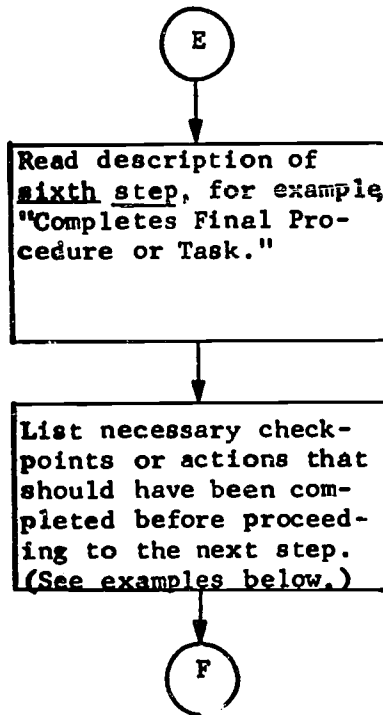 E
Read description of
sixth step, for example,
"Completes Final Pro-
cedure or Task."
List necessary check-
points or actions that
should have been com-
pleted before proceed-
ing to the next step.
(See examples below.)
F